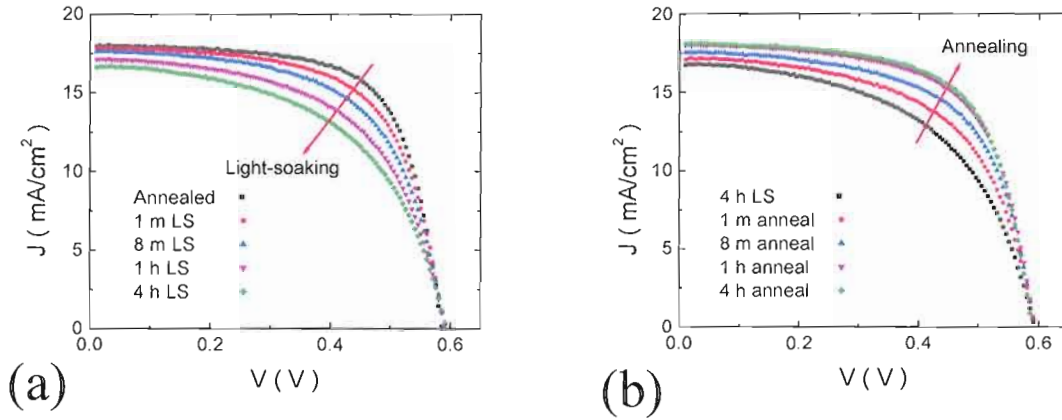 20
15
10
5
0
J ( mA/cm²)
0.0
0.2
0.4
0.6
V ( V )
Light-soaking
Annealed
1 m LS
8 m LS
1 h LS
4 h LS
(a)
20
15
10
5
0
J ( mA/cm²)
0.0
0.2
0.4
0.6
V ( V )
Annealing
4 h LS
1 m anneal
8 m anneal
1 h anneal
4 h anneal
(b)